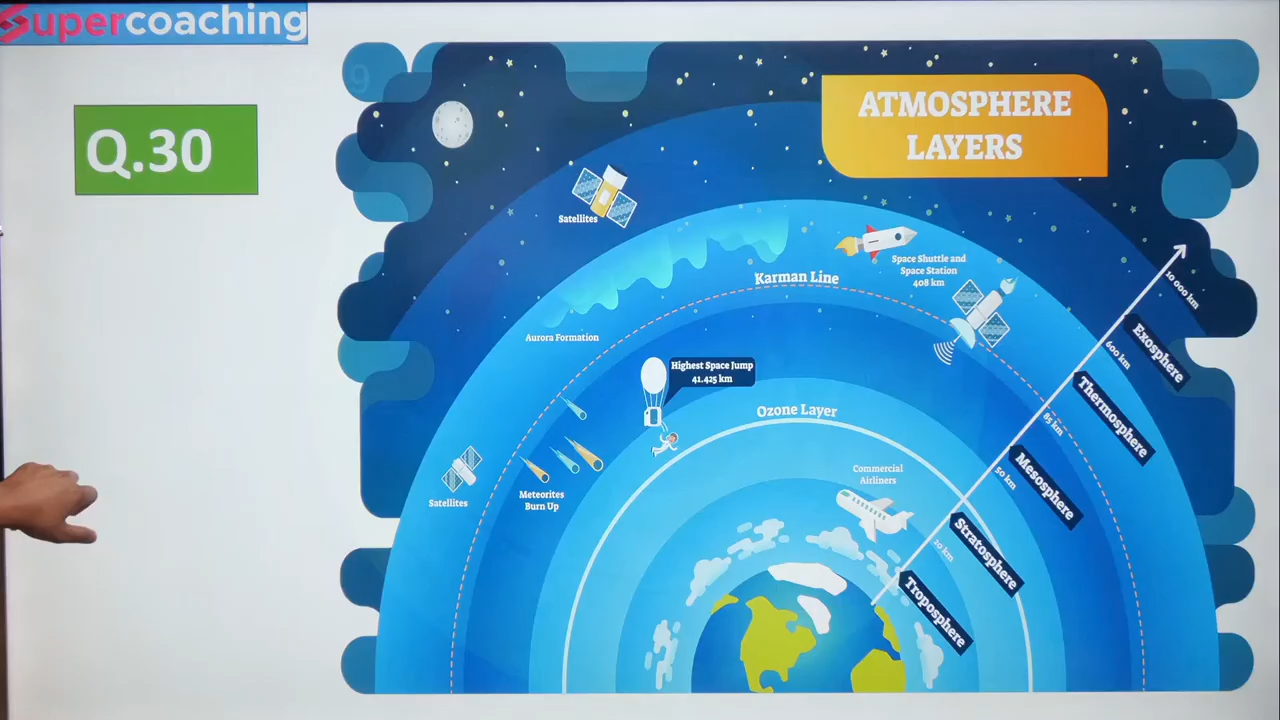 Supercoaching
Q.30
ATMOSPHERE
LAYERS
Satellites
Space Shuttle and
Space Station
408 km
Karman Line
10 000 km
Aurora Formation
Exosphere
600 km
Highest Space Jump
41.425 km
Thermosphere
Ozone Layer
85 km
Commercial
Airliners
Mesosphere
50 km
Satellites
Meteorites
Burn Up
Stratosphere
20 km
Troposphere